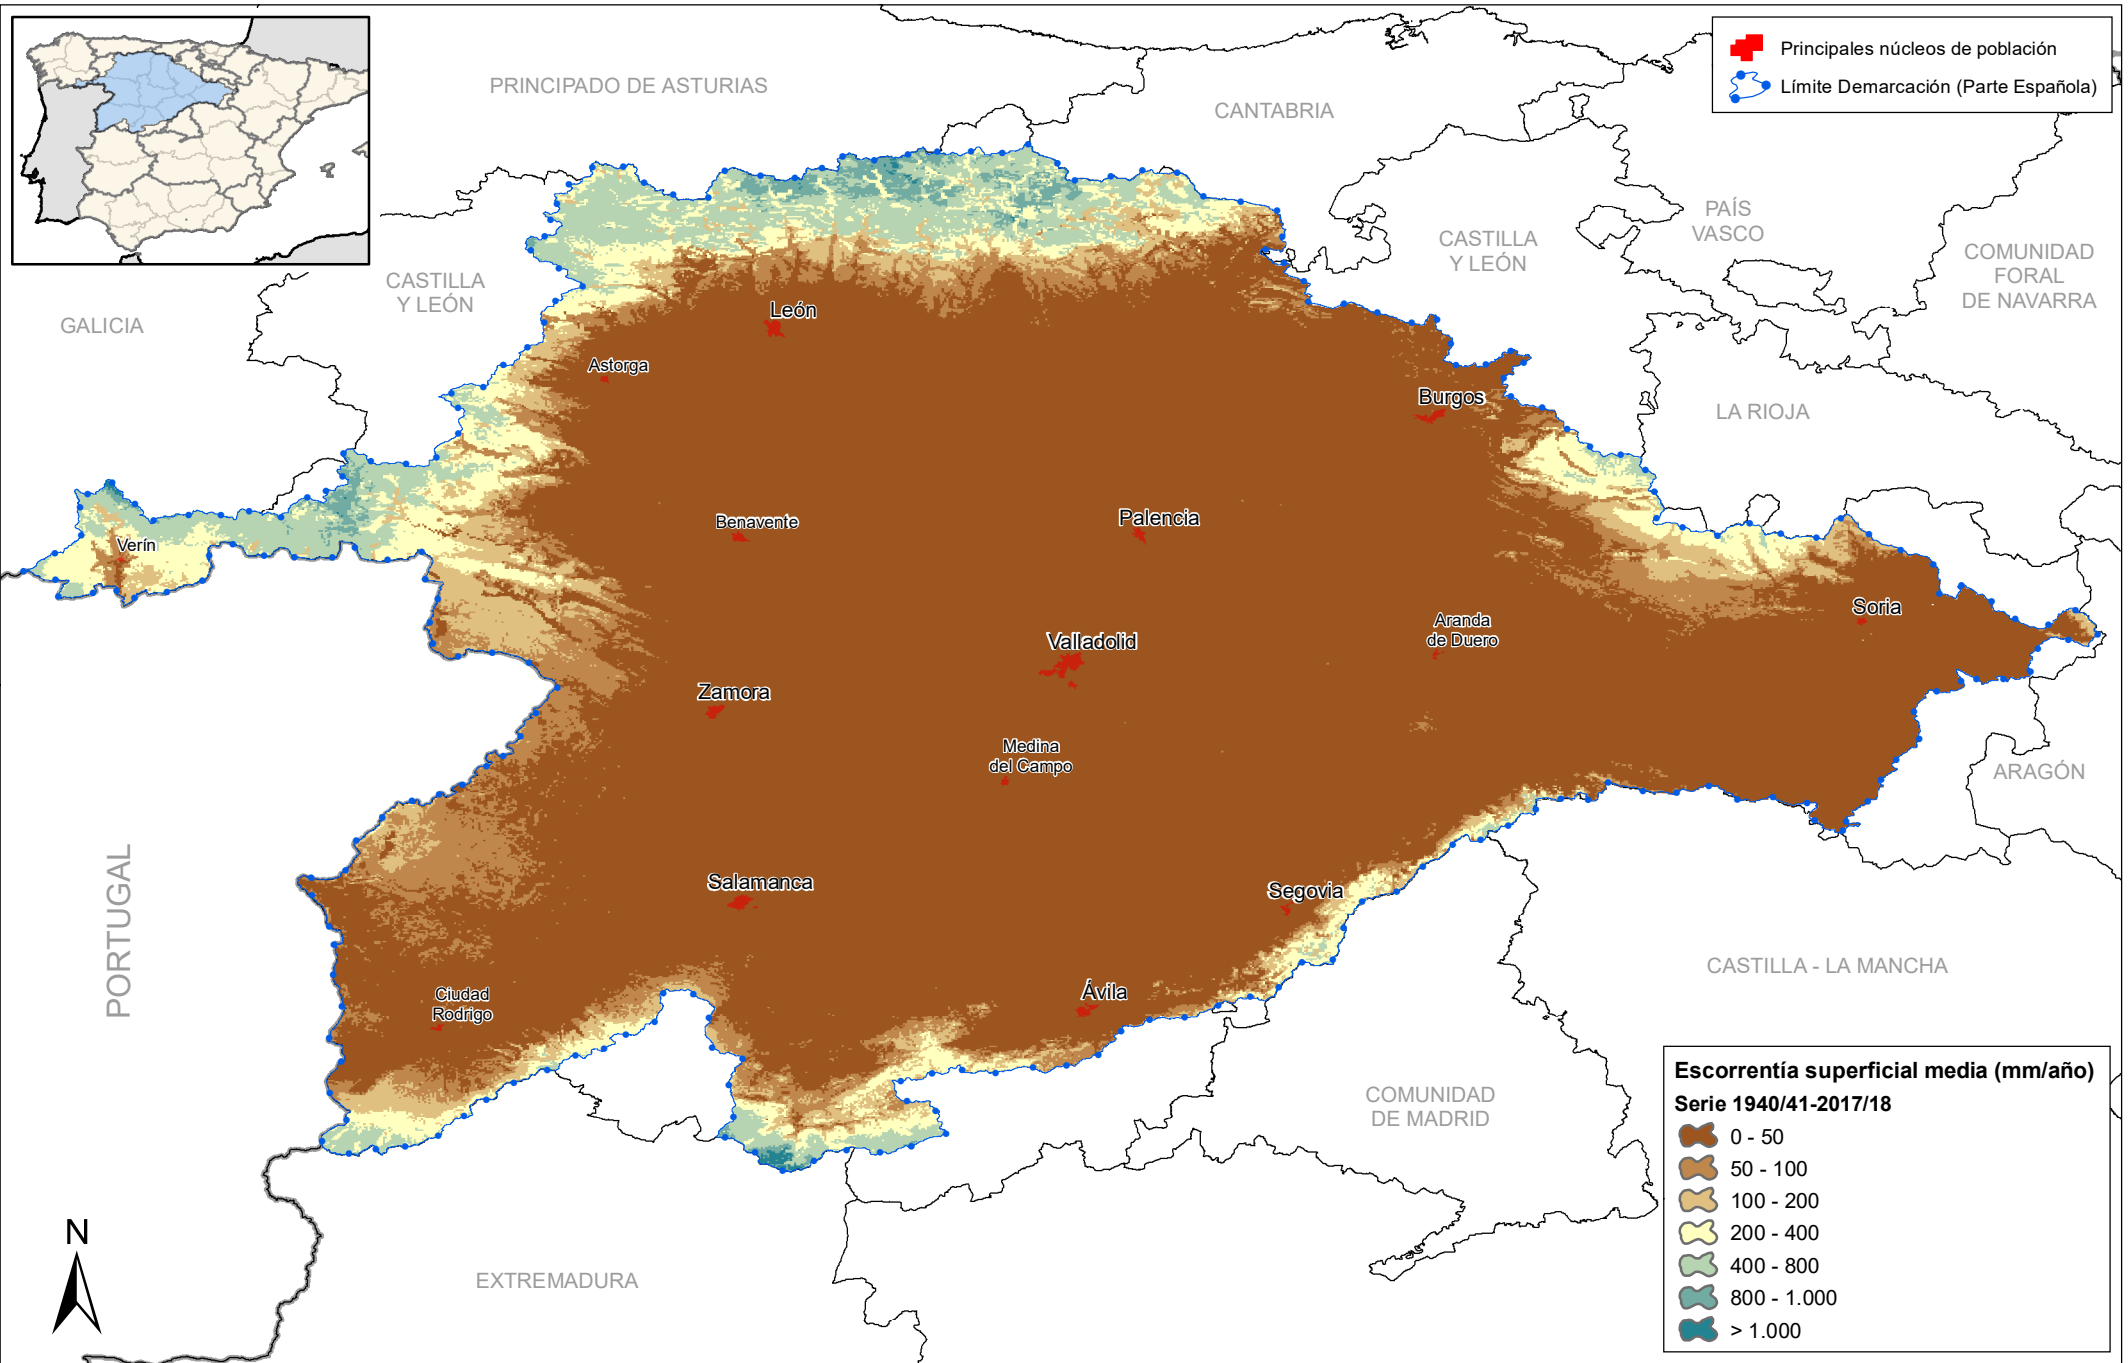 Principales núcleos de población
Límite Demarcación (Parte Española)
PRINCIPADO DE ASTURIAS
CANTABRIA
PAÍS
VASCO
CASTILLA
Y LEÓN
COMUNIDAD
FORAL
DE NAVARRA
CASTILLA
Y LEÓN
GALICIA
León
Astorga
Burgos
LA RIOJA
Benavente
Palencia
Verín
Soria
Aranda
de Duero
Valladolid
Zamora
Medina
del Campo
ARAGÓN
PORTUGAL
Salamanca
Segovia
CASTILLA - LA MANCHA
Ciudad
Rodrigo
Ávila
COMUNIDAD
DE MADRID
EXTREMADURA
N
Escorrentía superficial media (mm/año)
Serie 1940/41-2017/18
0 - 50
50 - 100
100 - 200
200 - 400
400 - 800
800 - 1.000
> 1.000